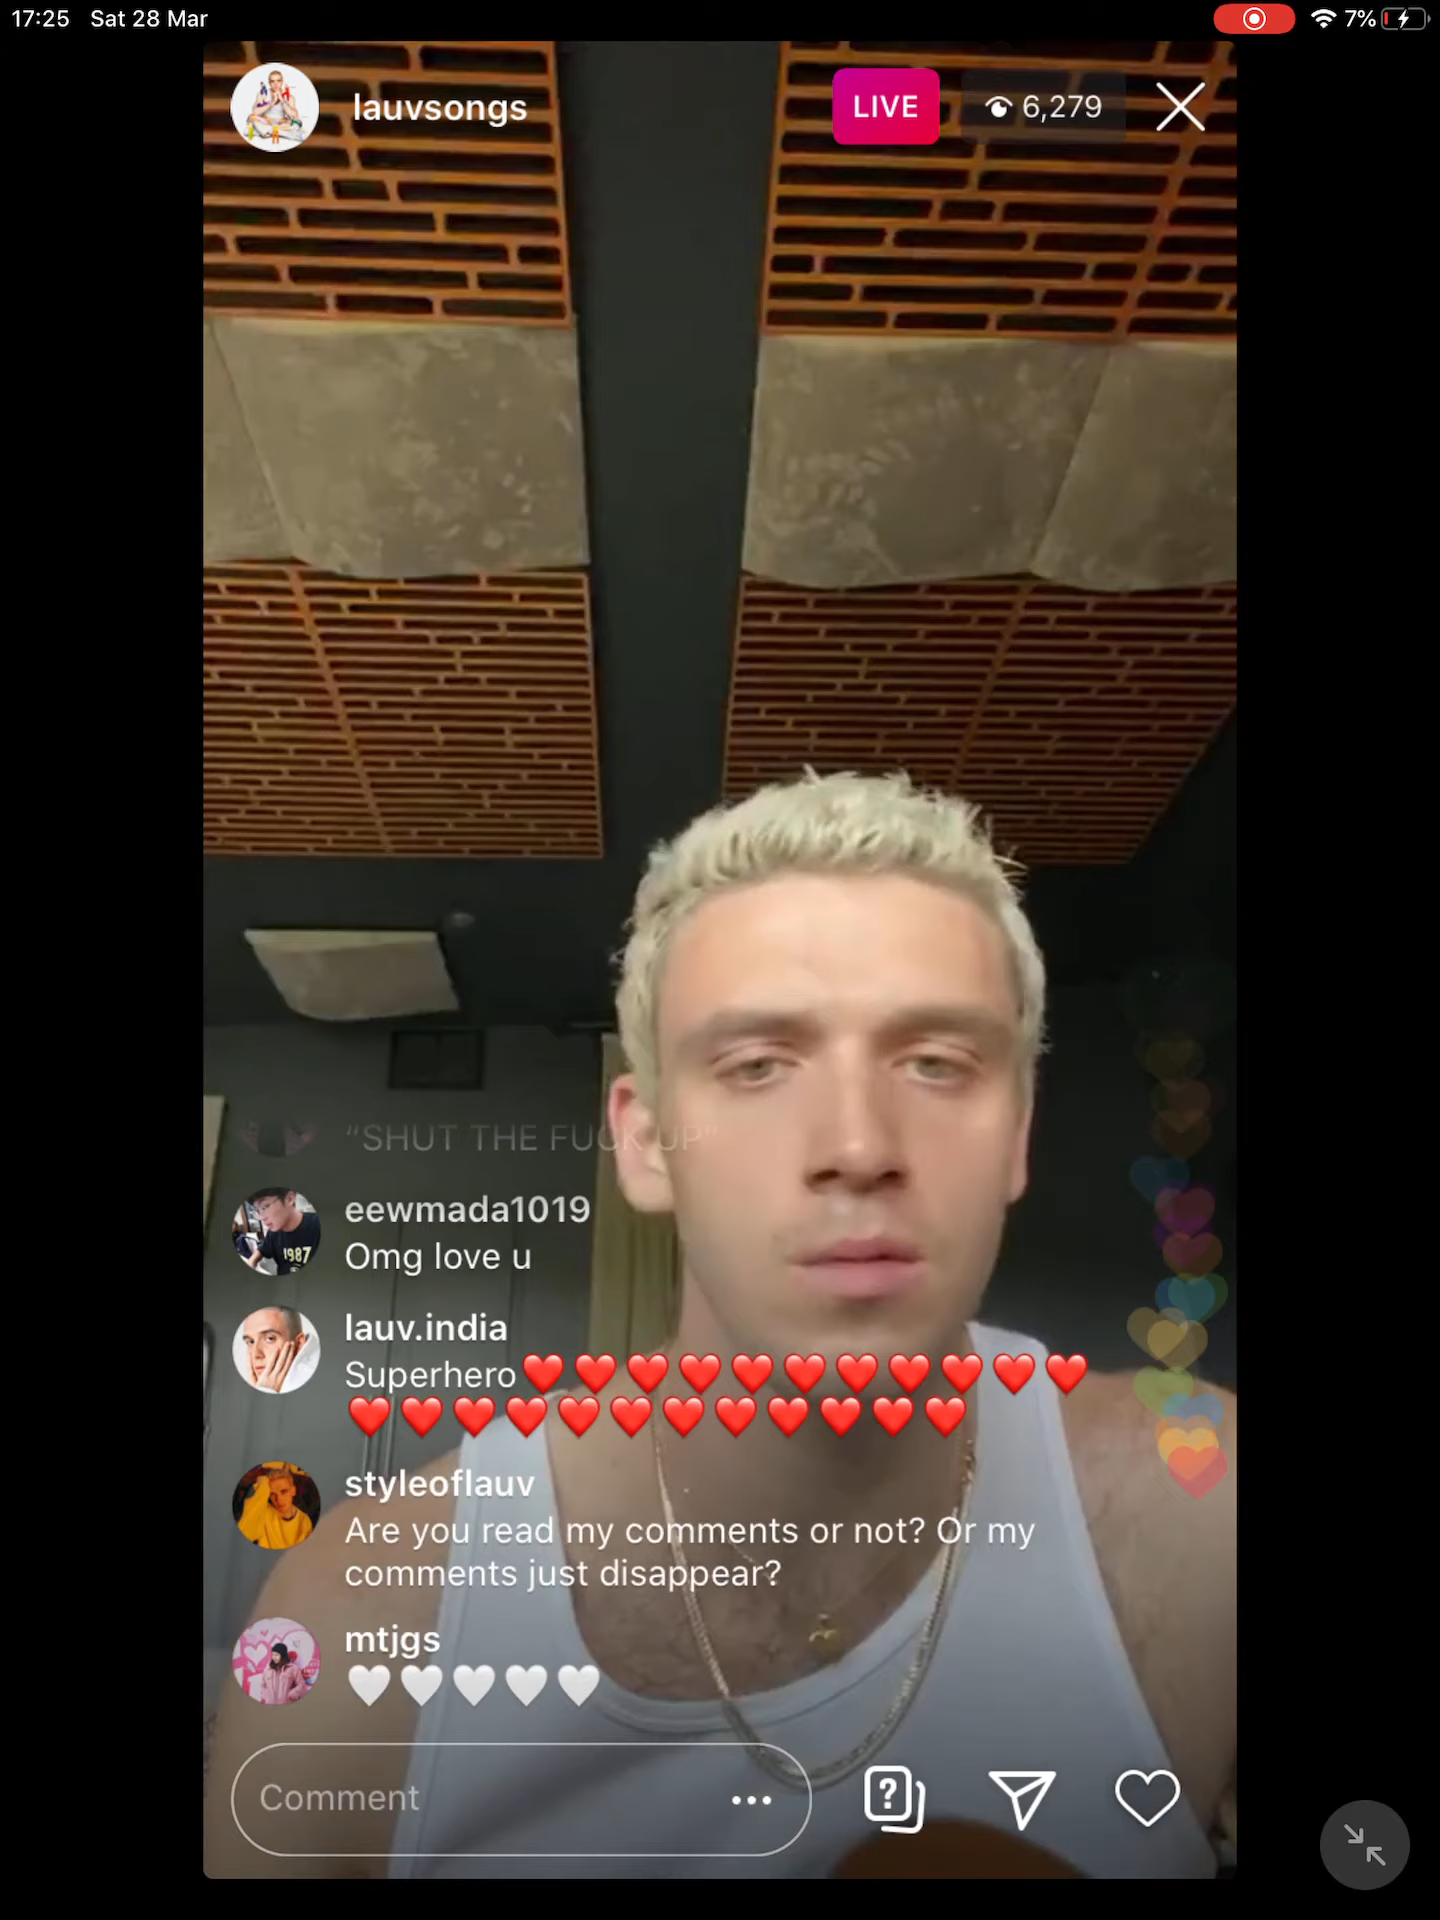 17:25 Sat 28 Mar 7%
lauvsongs LIVE 6,279
"SHUT THE FUCK UP"
eewmada1019
Omg love u
1987
lauv.india
Superhero❤️❤️❤️❤️❤️❤️❤️❤️❤️❤️❤️
❤️❤️❤️❤️❤️❤️❤️❤️❤️❤️❤️❤️
styleoflauv
Are you read my comments or not? Or my
comments just disappear?
mtjgs
🤍🤍🤍🤍🤍
Comment ...
?